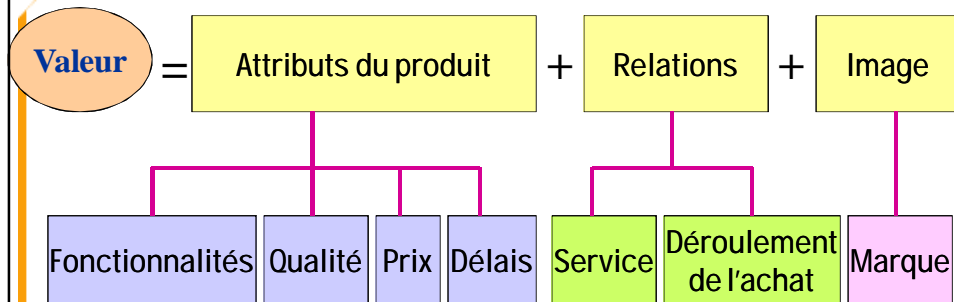 Valeur = Attributs du produit + Relations + Image
Fonctionnalités Qualité Prix Délais Service Déroulement de l'achat Marque